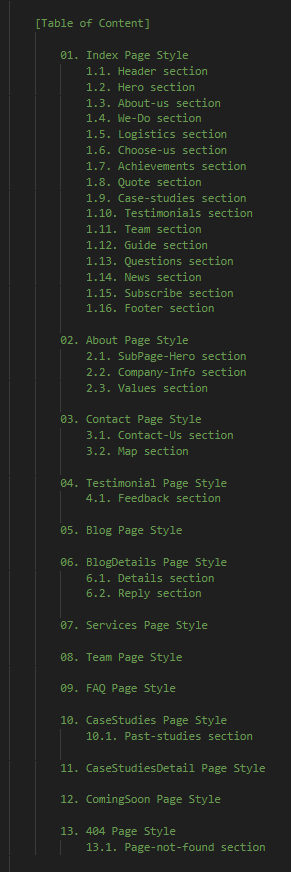 [Table of Content]
01. Index Page Style
1.1. Header section
1.2. Hero section
1.3. About-us section
1.4. We-Do section
1.5. Logistics section
1.6. Choose-us section
1.7. Achievements section
1.8. Quote section
1.9. Case-studies section
1.10. Testimonials section
1.11. Team section
1.12. Guide section
1.13. Questions section
1.14. News section
1.15. Subscribe section
1.16. Footer section
02. About Page Style
2.1. SubPage-Hero section
2.2. Company-Info section
2.3. Values section
03. Contact Page Style
3.1. Contact-Us section
3.2. Map section
04. Testimonial Page Style
4.1. Feedback section
05. Blog Page Style
06. BlogDetails Page Style
6.1. Details section
6.2. Reply section
07. Services Page Style
08. Team Page Style
09. FAQ Page Style
10. CaseStudies Page Style
10.1. Past-studies section
11. CaseStudiesDetail Page Style
12. ComingSoon Page Style
13. 404 Page Style
13.1. Page-not-found section